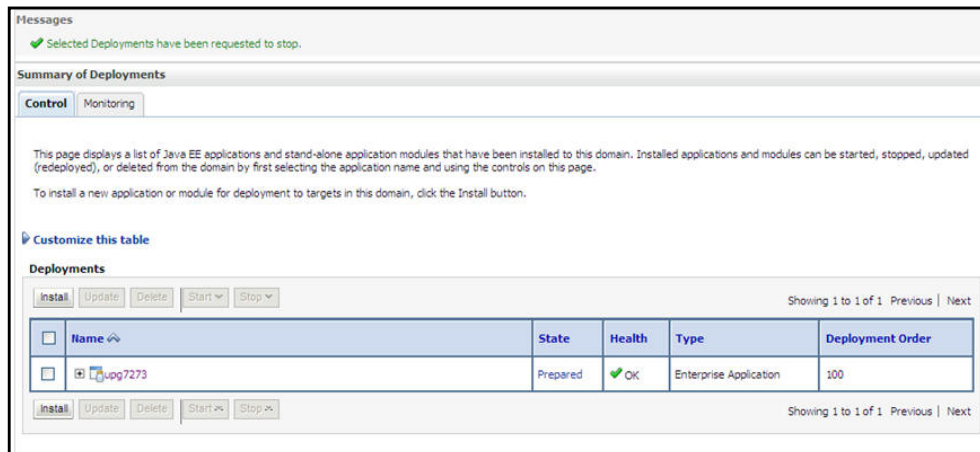 Messages
Selected Deployments have been requested to stop.
Summary of Deployments
Control Monitoring
This page displays a list of Java EE applications and stand-alone application modules that have been installed to this domain. Installed applications and modules can be started, stopped, updated
(redeployed), or deleted from the domain by first selecting the application name and using the controls on this page.
To install a new application or module for deployment to targets in this domain, click the Install button.
Customize this table
Deployments
Install Update Delete Start Stop Showing 1 to 1 of 1 Previous | Next
Name State Health Type Deployment Order
upg7273 Prepared OK Enterprise Application 100
Install Update Delete Start Stop Showing 1 to 1 of 1 Previous | Next